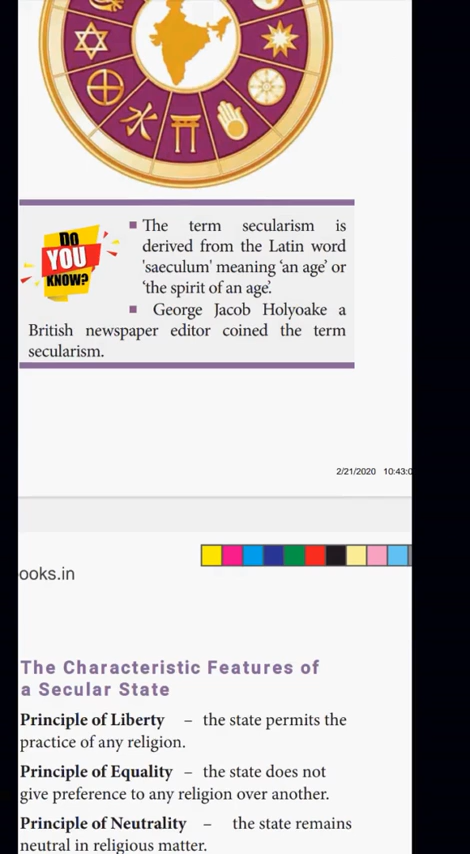 DO
YOU
KNOW?
■ The term secularism is
derived from the Latin word
'saeculum' meaning ‘an age’ or
‘the spirit of an age’.
■ George Jacob Holyoake a
British newspaper editor coined the term
secularism.
2/21/2020 10:43:0
ooks.in
The Characteristic Features of
a Secular State
Principle of Liberty – the state permits the
practice of any religion.
Principle of Equality – the state does not
give preference to any religion over another.
Principle of Neutrality – the state remains
neutral in religious matter.